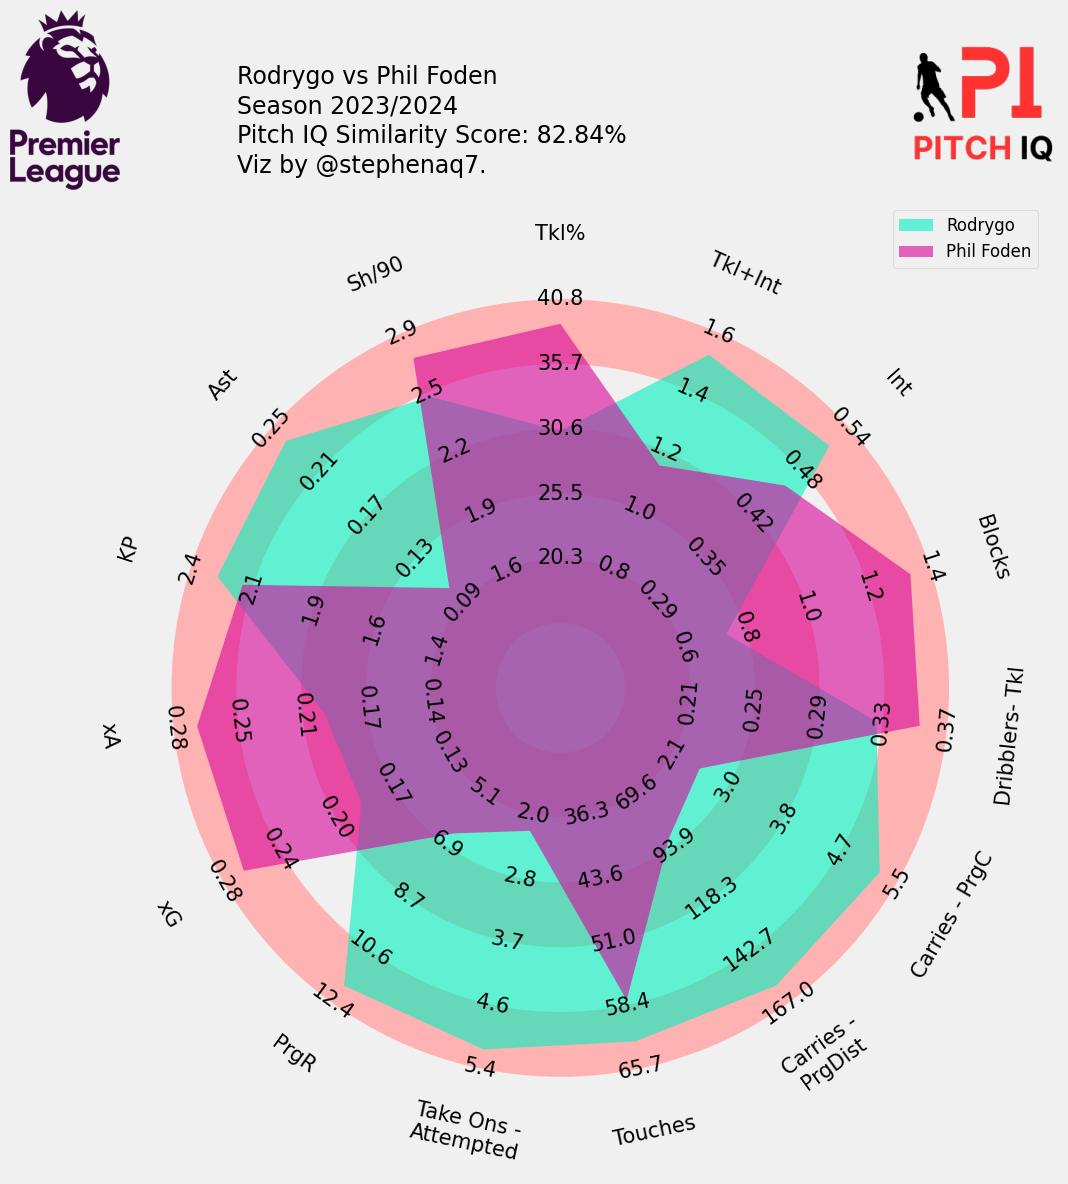 Premier
League
Rodrygo vs Phil Foden
Season 2023/2024
Pitch IQ Similarity Score: 82.84%
Viz by @stephenaq7.
PI
PITCH IQ
Rodrygo
Phil Foden
Tkl%
40.8
35.7
30.6
25.5
20.3
Tkl+Int
1.6
1.4
1.2
1.0
0.8
Int
0.54
0.48
0.42
0.35
0.29
Blocks
1.4
1.2
1.0
0.8
0.6
Dribblers- Tkl
0.37
0.33
0.29
0.25
0.21
Carries - PrgC
5.5
4.7
3.8
3.0
2.1
Carries -
PrgDist
167.0
142.7
118.3
93.9
69.6
Touches
65.7
58.4
51.0
43.6
36.3
Take Ons -
Attempted
5.4
4.6
3.7
2.8
2.0
PrgR
12.4
10.6
8.7
6.9
5.1
xG
0.28
0.24
0.20
0.17
0.13
xA
0.28
0.25
0.21
0.17
0.14
KP
2.4
2.1
1.9
1.6
1.4
Ast
0.25
0.21
0.17
0.13
0.09
Sh/90
2.9
2.5
2.2
1.9
1.6